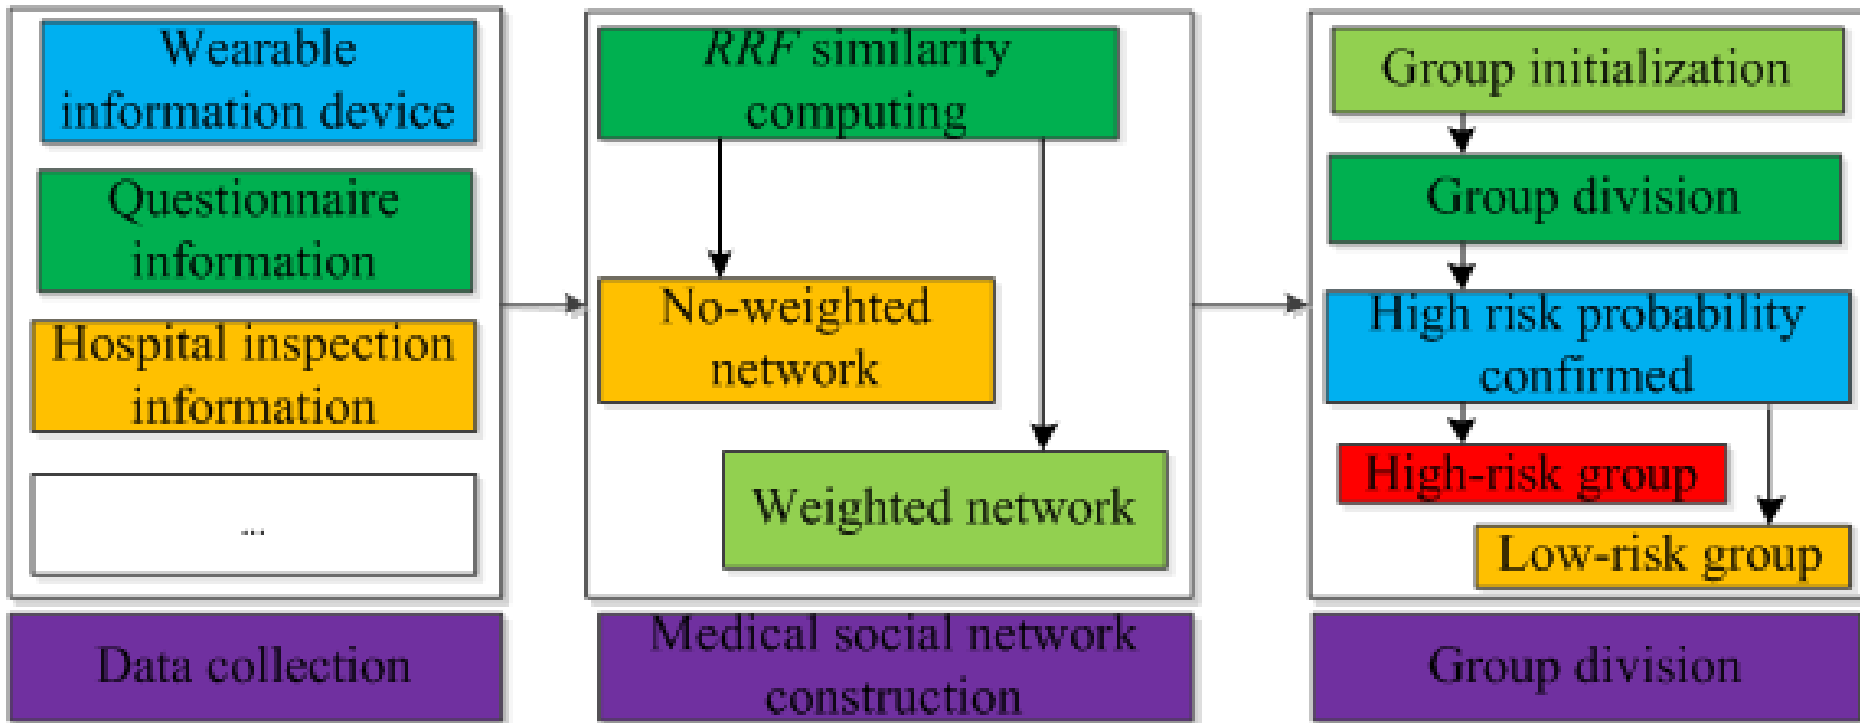 Wearable
information device
Questionnaire
information
Hospital inspection
information
...
Data collection
RRF similarity
computing
No-weighted
network
Weighted network
Medical social network
construction
Group initialization
Group division
High risk probability
confirmed
High-risk group
Low-risk group
Group division